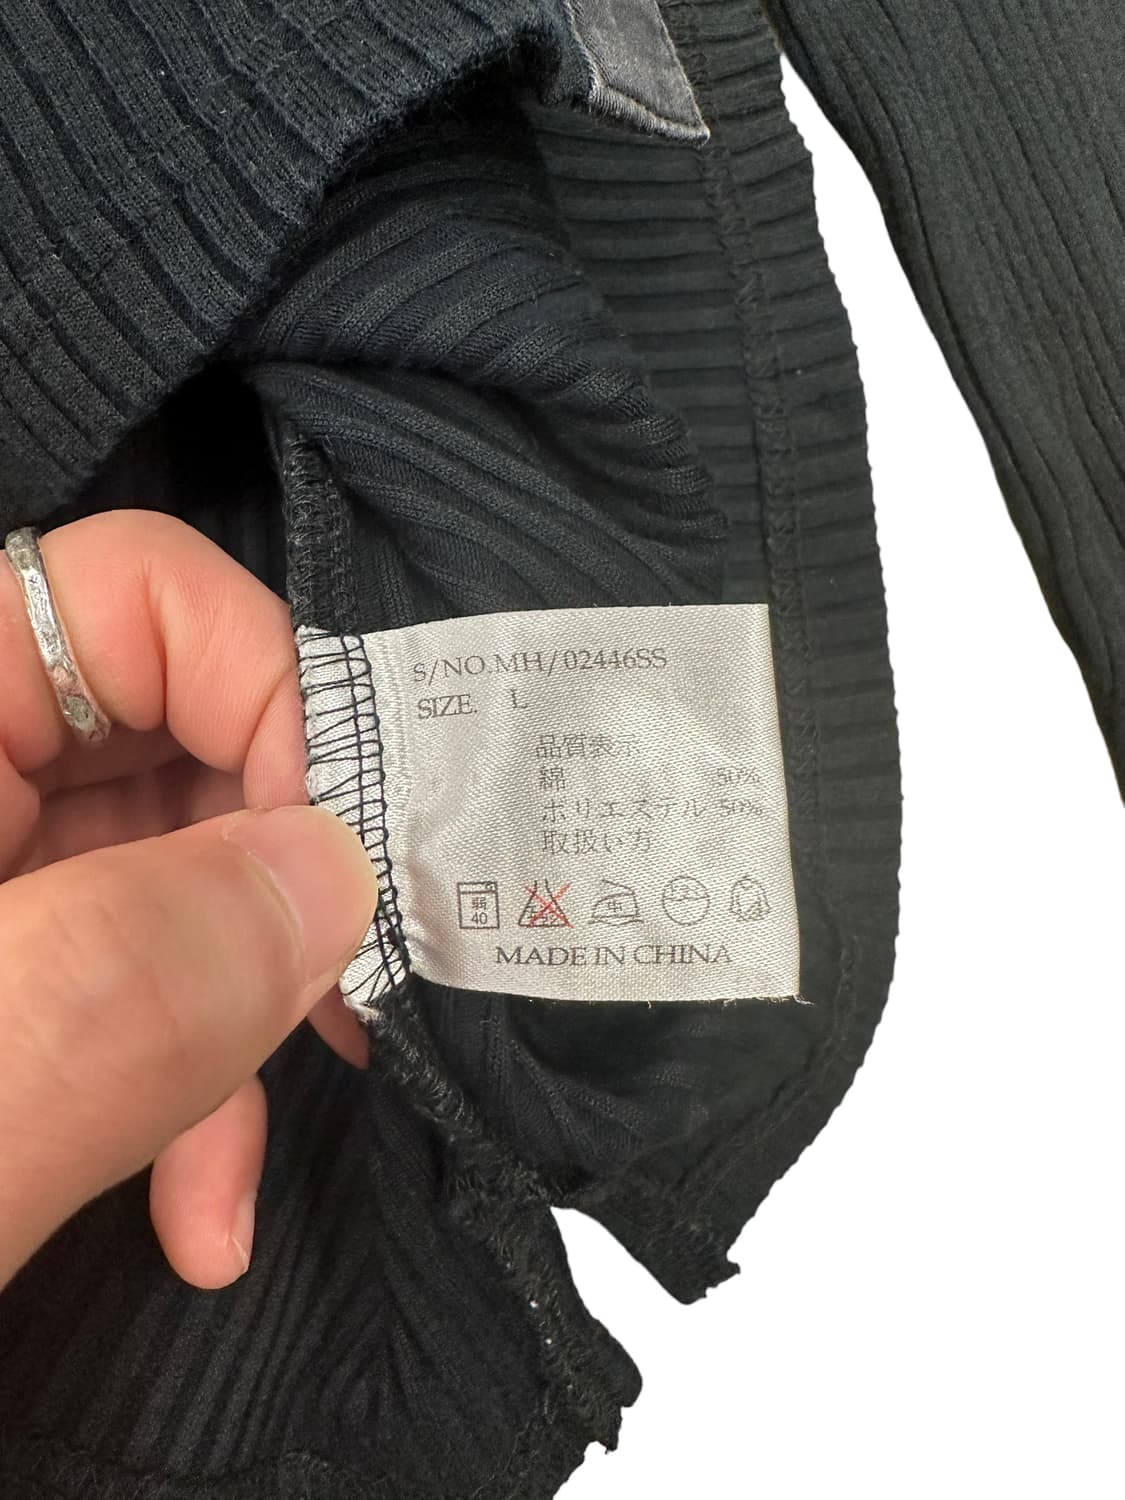 S/NO.MH/02446SS
SIZE. L
品質表示
綿 50%
ポリエステル 50%
取扱い方
弱
40
MADE IN CHINA